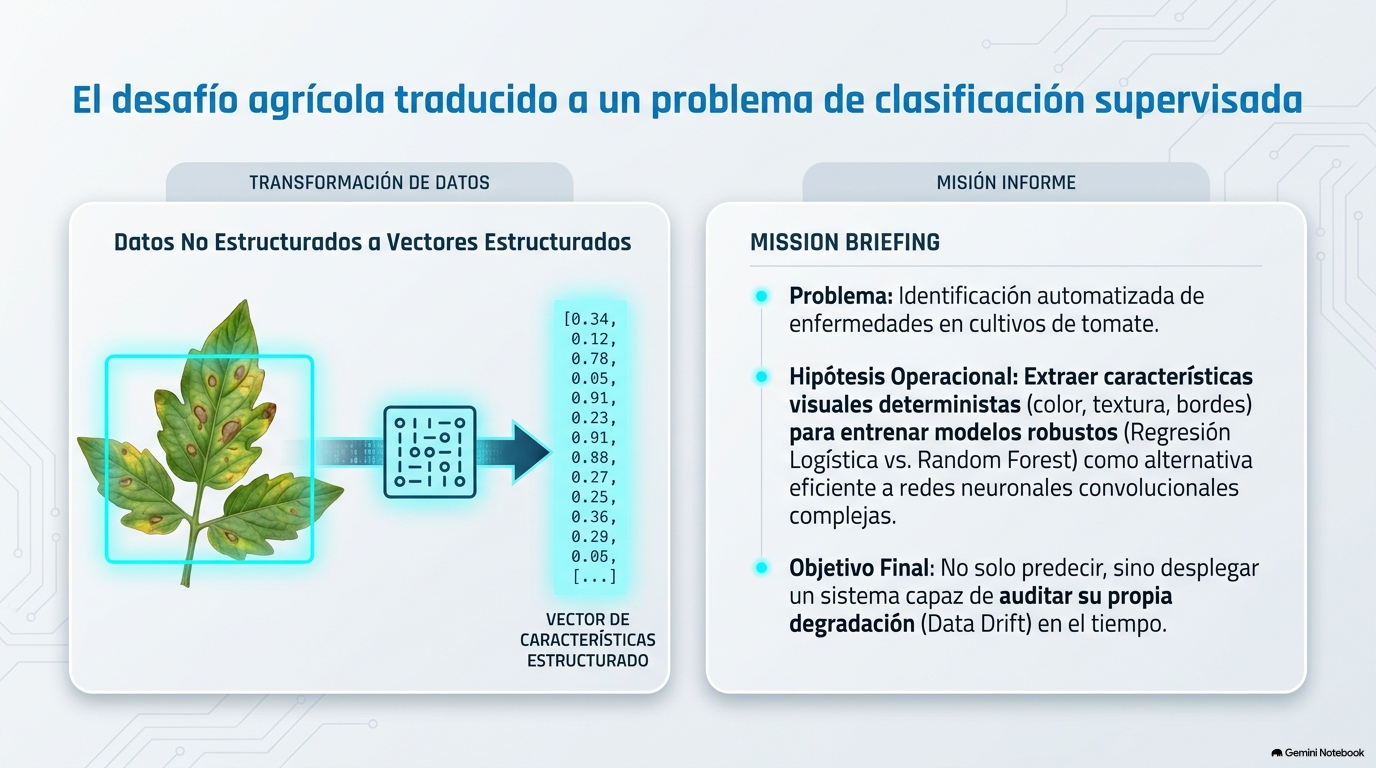 El desafío agrícola traducido a un problema de clasificación supervisada
TRANSFORMACIÓN DE DATOS
Datos No Estructurados a Vectores Estructurados
[0.34,
0.12,
0.78,
0.05,
0.91,
0.23,
0.91,
0.88,
0.27,
0.25,
0.36,
0.29,
0.05,
[...]
VECTOR DE
CARACTERÍSTICAS
ESTRUCTURADO
MISIÓN INFORME
MISSION BRIEFING
Problema: Identificación automatizada de
enfermedades en cultivos de tomate.
Hipótesis Operacional: Extraer características
visuales deterministas (color, textura, bordes)
para entrenar modelos robustos (Regresión
Logística vs. Random Forest) como alternativa
eficiente a redes neuronales convolucionales
complejas.
Objetivo Final: No solo predecir, sino desplegar
un sistema capaz de auditar su propia
degradación (Data Drift) en el tiempo.
Gemini Notebook